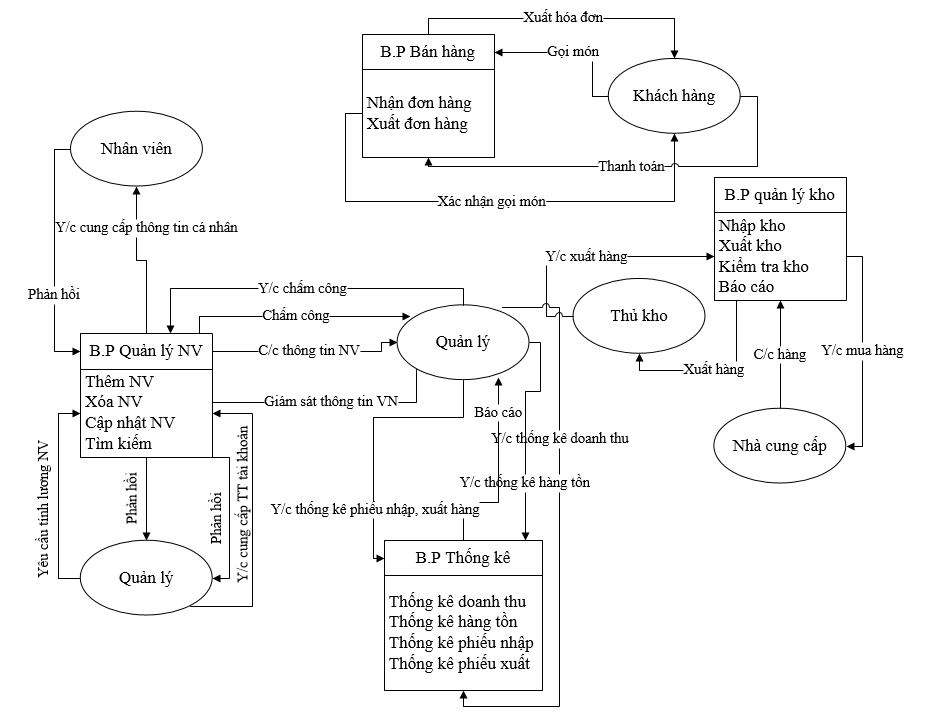 Xuất hóa đơn
B.P Bán hàng
Gọi món
Khách hàng
Nhận đơn hàng
Xuất đơn hàng
Nhân viên
Thanh toán
B.P quản lý kho
Xác nhận gọi món
Nhập kho
Xuất kho
Kiểm tra kho
Báo cáo
Y/c cung cấp thông tin cá nhân
Y/c xuất hàng
Phản hồi
Y/c chấm công
Chấm công
Thủ kho
Quản lý
B.P Quản lý NV
C/c thông tin NV
Y/c mua hàng
C/c hàng
Xuất hàng
Thêm NV
Xóa NV
Cập nhật NV
Tìm kiếm
Giám sát thông tin VN
Báo cáo
Y/c thống kê doanh thu
Nhà cung cấp
Y/c thống kê hàng tồn
Y/c thống kê phiếu nhập, xuất hàng
Yêu cầu tính lương NV
Phản hồi
Phản hồi
Y/c cung cấp TT tài khoản
Quản lý
B.P Thống kê
Thống kê doanh thu
Thống kê hàng tồn
Thống kê phiếu nhập
Thống kê phiếu xuất